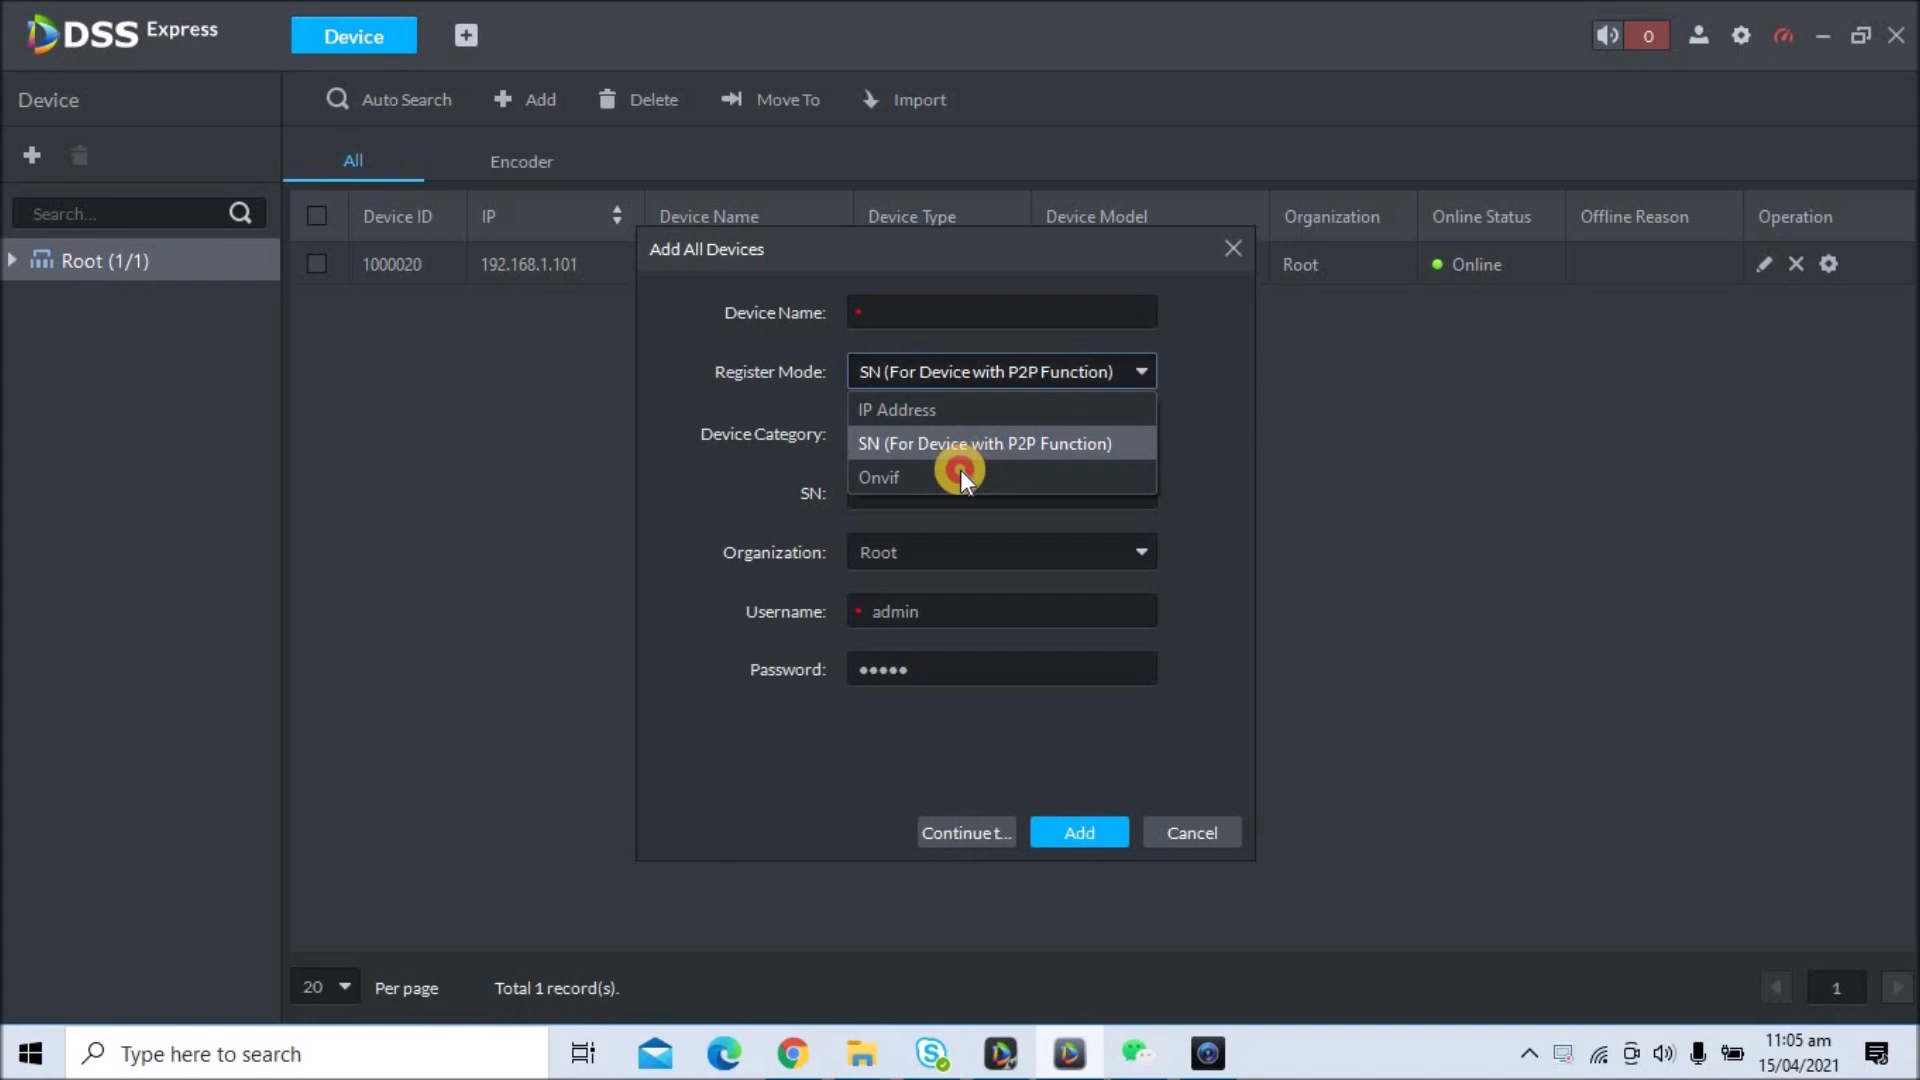 DSS Express
Device
0
Device
Auto Search
Add
Delete
Move To
Import
All
Encoder
Search...
Device ID
IP
Device Name
Device Type
Device Model
Organization
Online Status
Offline Reason
Operation
Root (1/1)
1000020
192.168.1.101
Root
Online
Add All Devices
Device Name:
Register Mode:
SN (For Device with P2P Function)
IP Address
Device Category:
SN (For Device with P2P Function)
Onvif
SN:
Organization:
Root
Username:
admin
Password:
Continue t...
Add
Cancel
20
Per page
Total 1 record(s).
1
Type here to search
11:05 am
15/04/2021